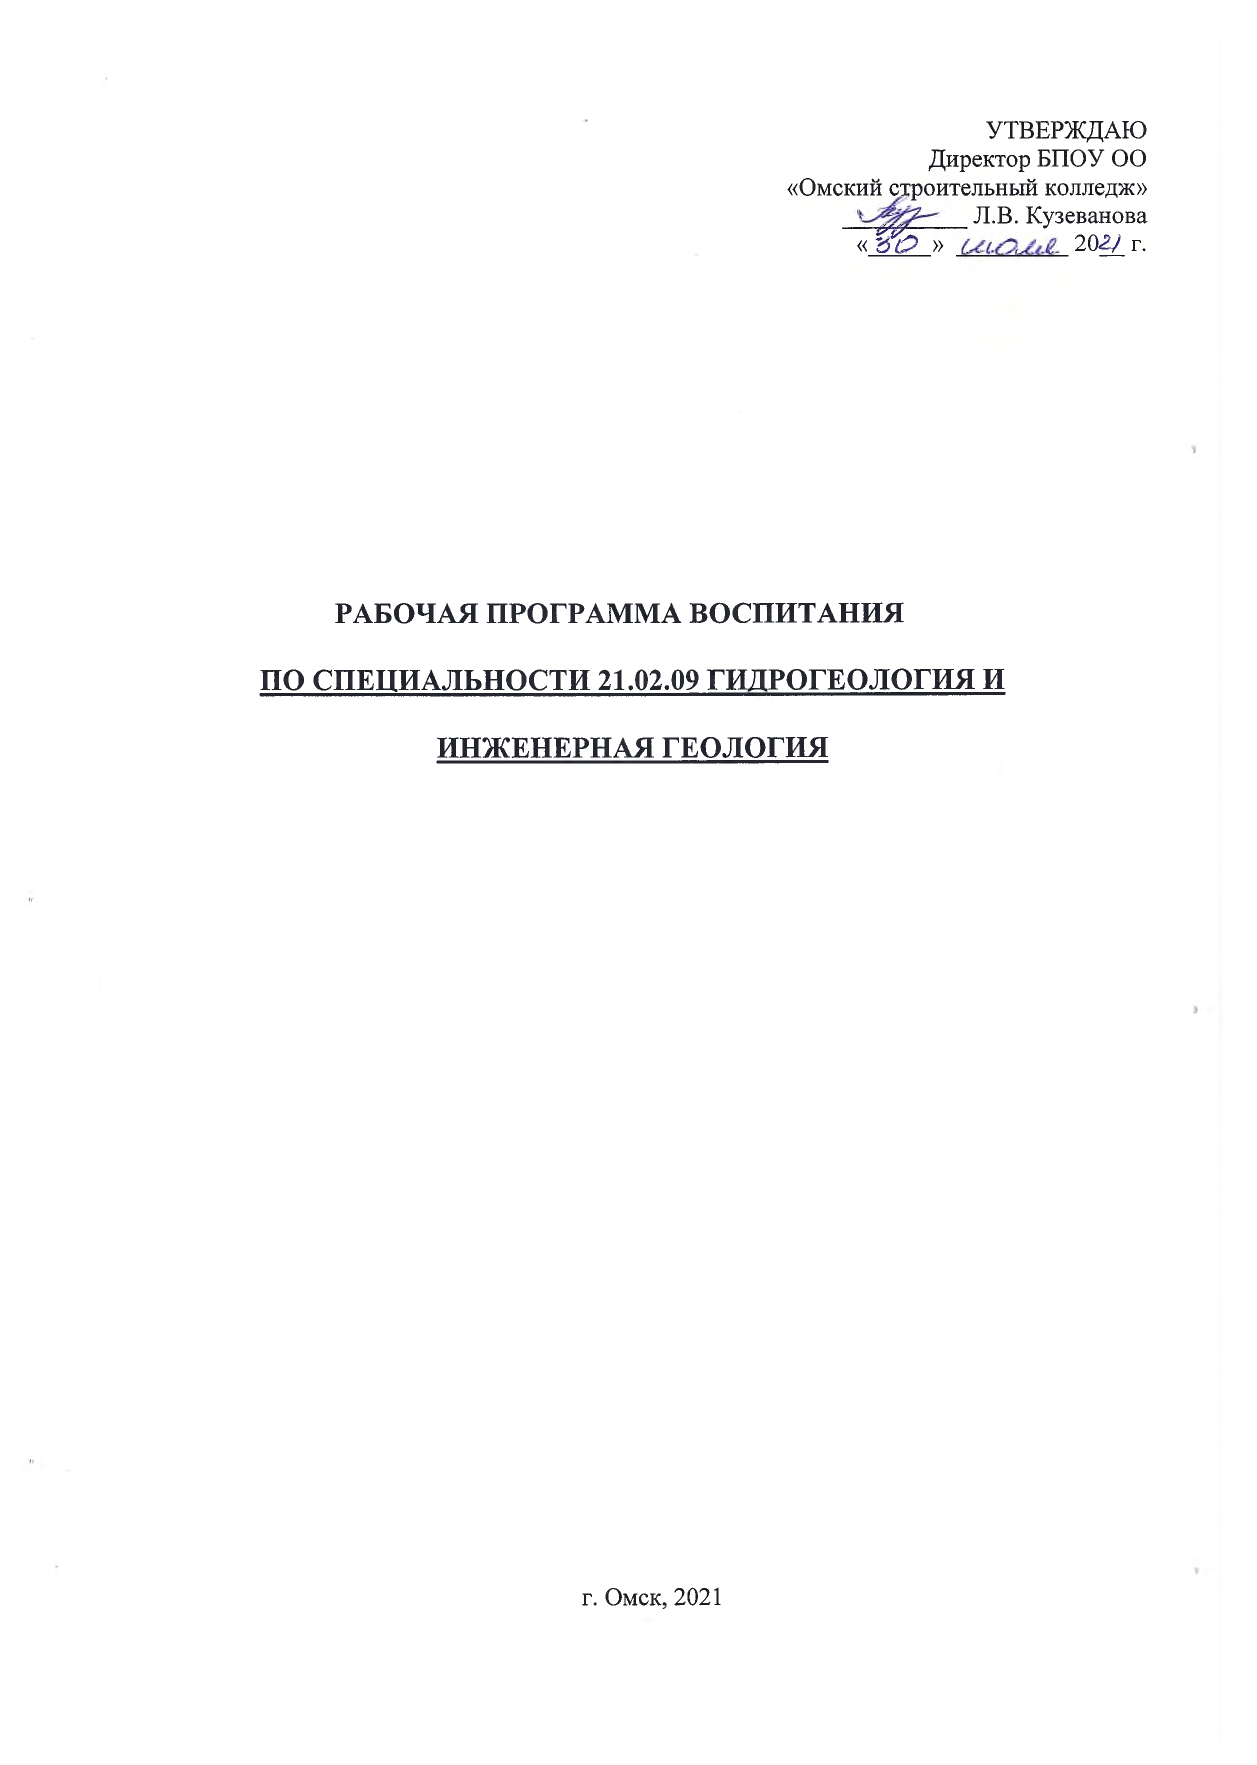 УТВЕРЖДАЮ
Директор БПОУ ОО
«Омский строительный колледж»
__________ Л.В. Кузеванова
«30» 2021 г.
РАБОЧАЯ ПРОГРАММА ВОСПИТАНИЯ
ПО СПЕЦИАЛЬНОСТИ 21.02.09 ГИДРОГЕОЛОГИЯ И
ИНЖЕНЕРНАЯ ГЕОЛОГИЯ
г. Омск, 2021